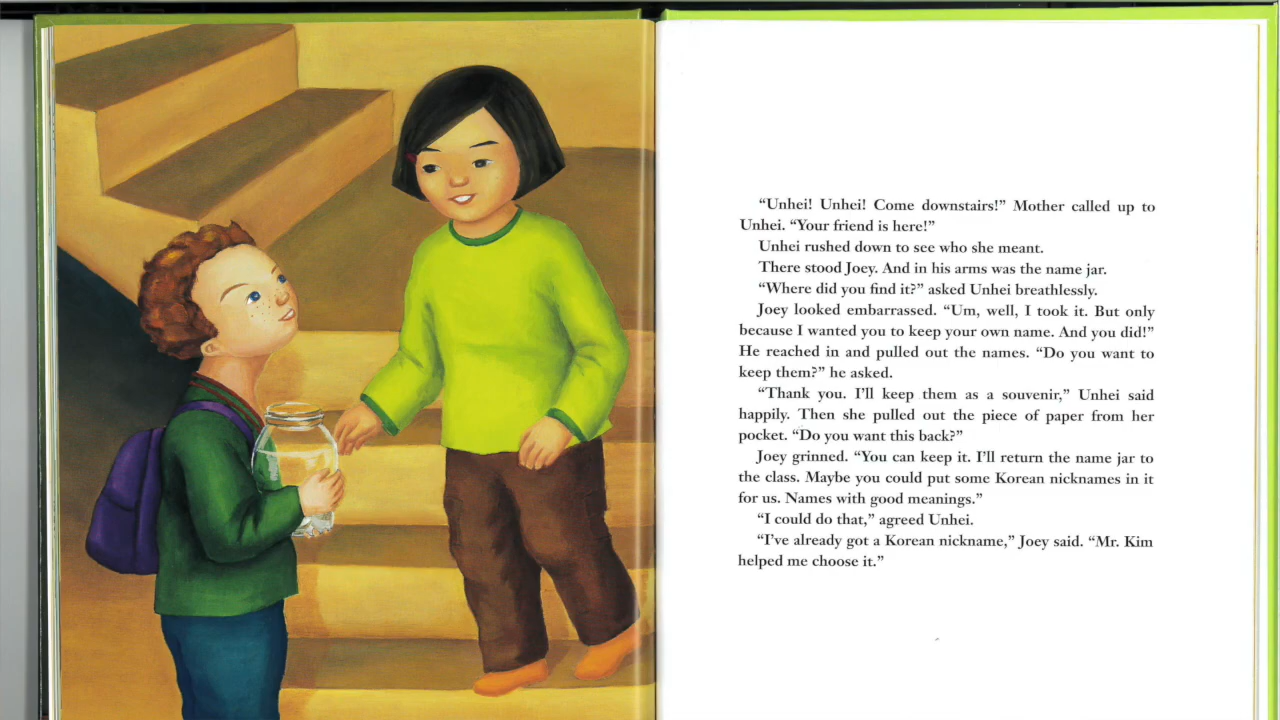 “Unhei! Unhei! Come downstairs!” Mother called up to
Unhei. “Your friend is here!”
Unhei rushed down to see who she meant.
There stood Joey. And in his arms was the name jar.
“Where did you find it?” asked Unhei breathlessly.
Joey looked embarrassed. “Um, well, I took it. But only
because I wanted you to keep your own name. And you did!”
He reached in and pulled out the names. “Do you want to
keep them?” he asked.
“Thank you. I’ll keep them as a souvenir,” Unhei said
happily. Then she pulled out the piece of paper from her
pocket. “Do you want this back?”
Joey grinned. “You can keep it. I’ll return the name jar to
the class. Maybe you could put some Korean nicknames in it
for us. Names with good meanings.”
“I could do that,” agreed Unhei.
“I’ve already got a Korean nickname,” Joey said. “Mr. Kim
helped me choose it.”